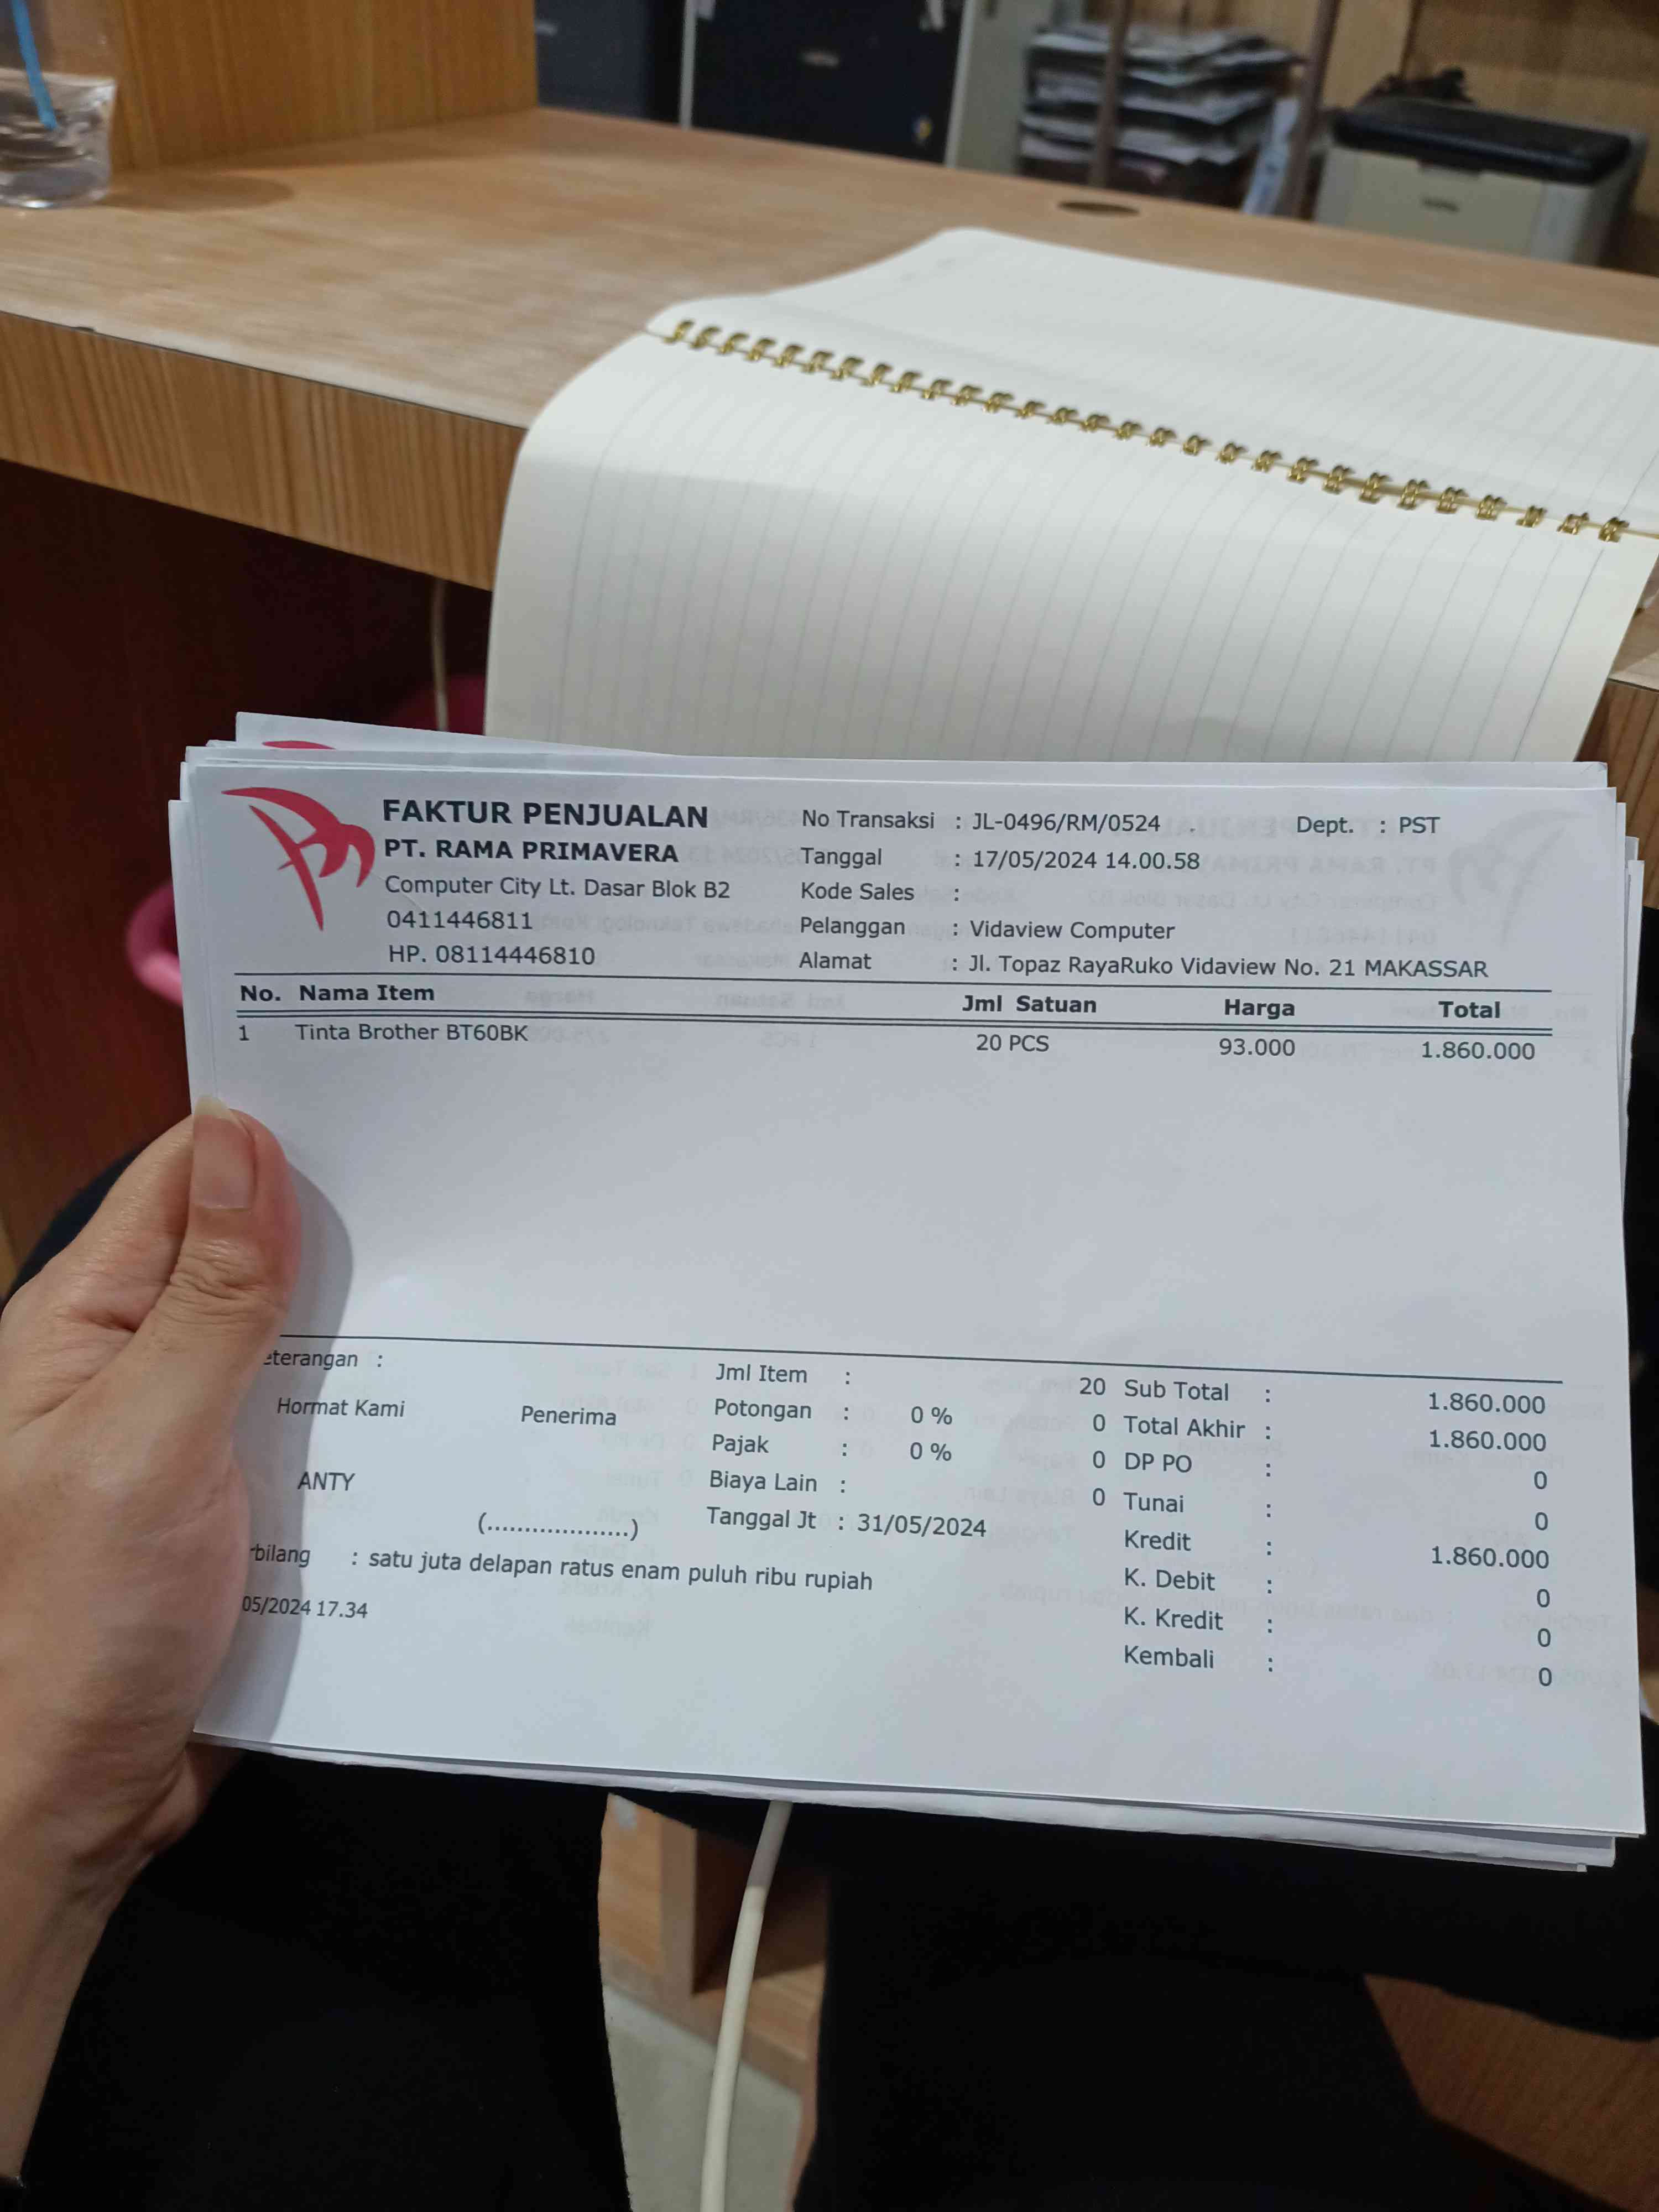 FAKTUR PENJUALAN
PT. RAMA PRIMAVERA
Computer City Lt. Dasar Blok B2
0411446811
HP. 08114446810
No Transaksi : JL-0496/RM/0524 Dept. : PST
Tanggal : 17/05/2024 14.00.58
Kode Sales :
Pelanggan : Vidaview Computer
Alamat : Jl. Topaz RayaRuko Vidaview No. 21 MAKASSAR
No. Nama Item Jml Satuan Harga Total
1 Tinta Brother BT60BK 20 PCS 93.000 1.860.000
eterangan :
Hormat Kami Penerima
ANTY
(...................)
Jml Item : 20
Potongan : 0 % 0
Pajak : 0 % 0
Biaya Lain : 0
Tanggal Jt : 31/05/2024
Sub Total : 1.860.000
Total Akhir : 1.860.000
DP PO : 0
Tunai : 0
Kredit : 1.860.000
K. Debit : 0
K. Kredit : 0
Kembali : 0
rbilang : satu juta delapan ratus enam puluh ribu rupiah
05/2024 17.34